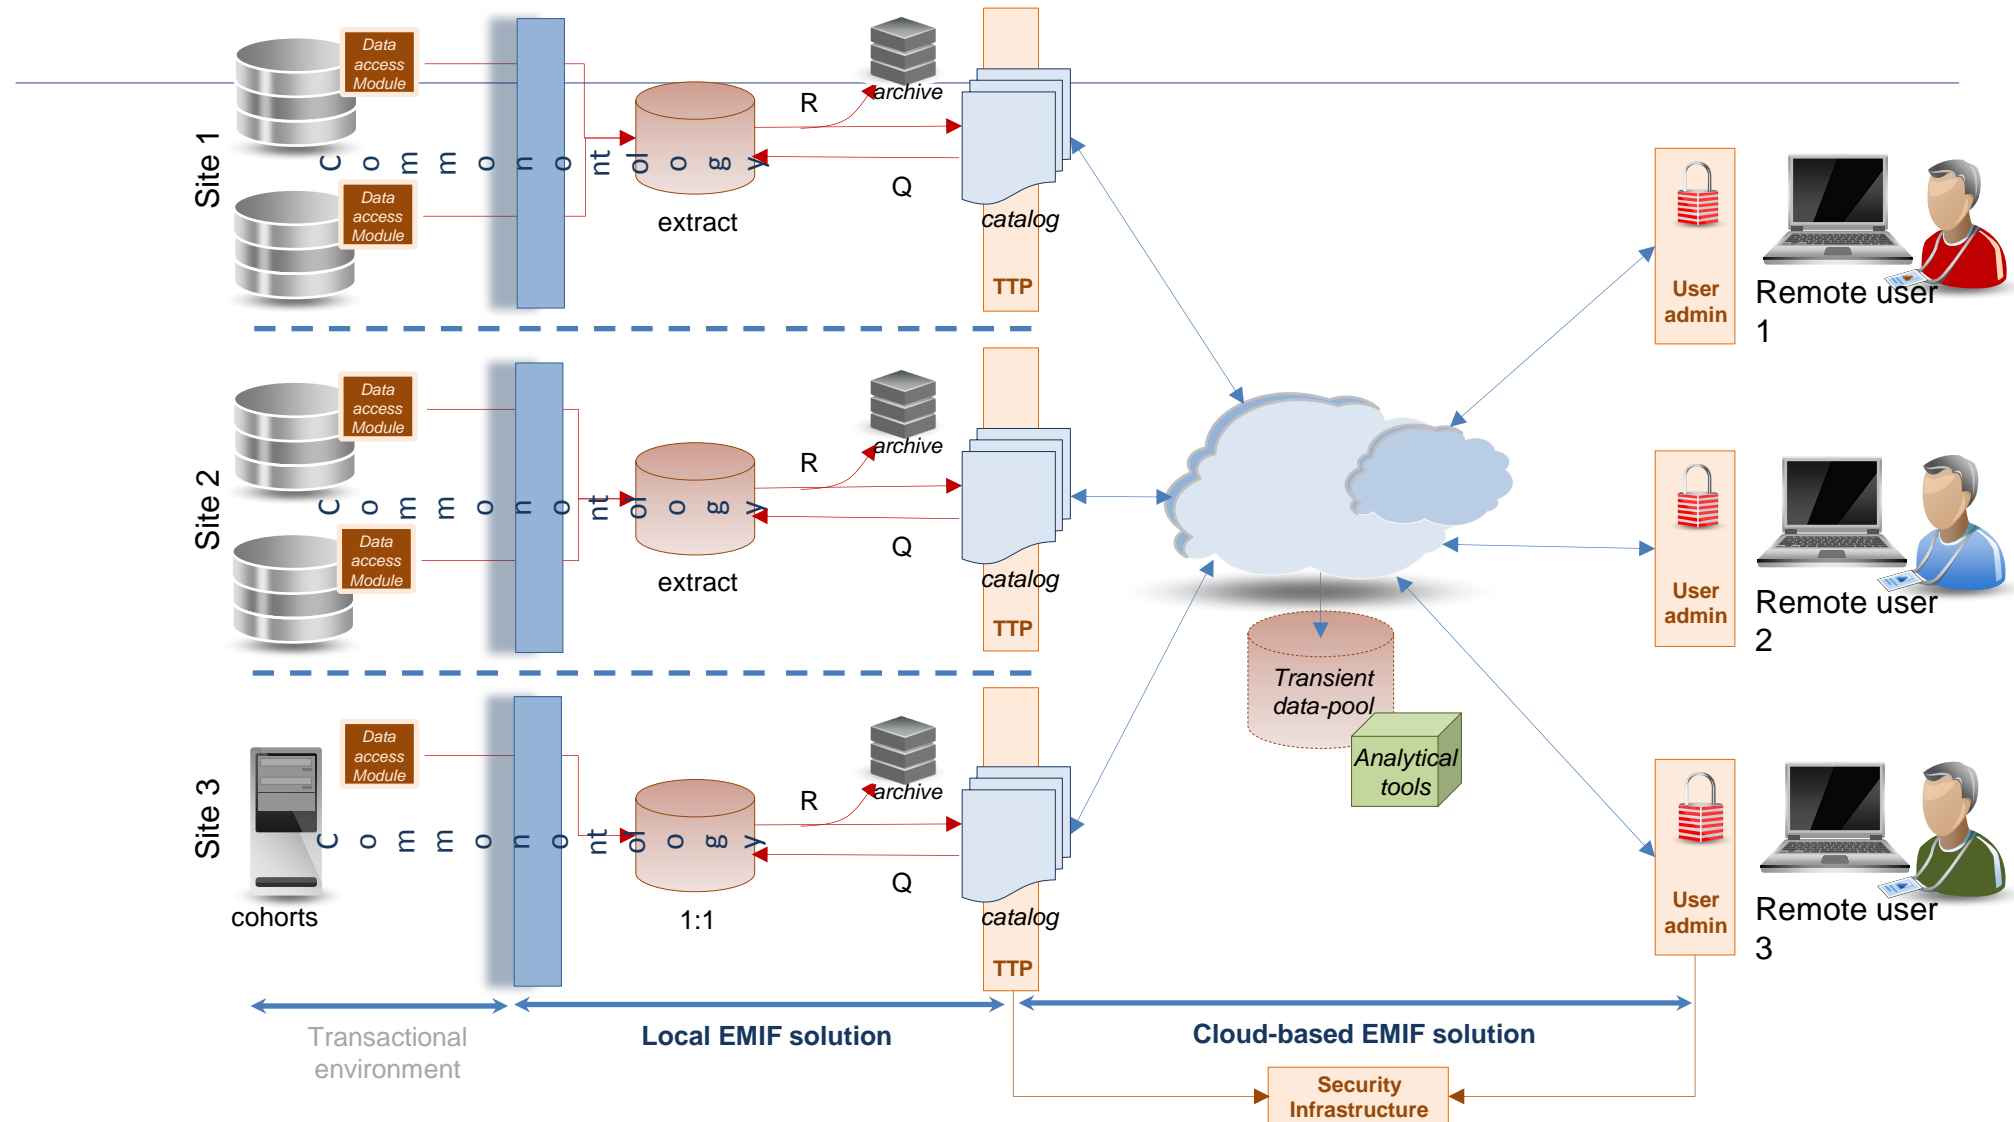 Site 1
Data
access
Module
Data
access
Module
Common ontology
extract
R
Q
archive
catalog
TTP
Site 2
Data
access
Module
Data
access
Module
Common ontology
extract
R
Q
archive
catalog
TTP
Site 3
cohorts
Data
access
Module
Common ontology
1:1
R
Q
archive
catalog
TTP
Transient
data-pool
Analytical
tools
User
admin
Remote user
1
User
admin
Remote user
2
User
admin
Remote user
3
Transactional
environment
Local EMIF solution
Cloud-based EMIF solution
Security
Infrastructure